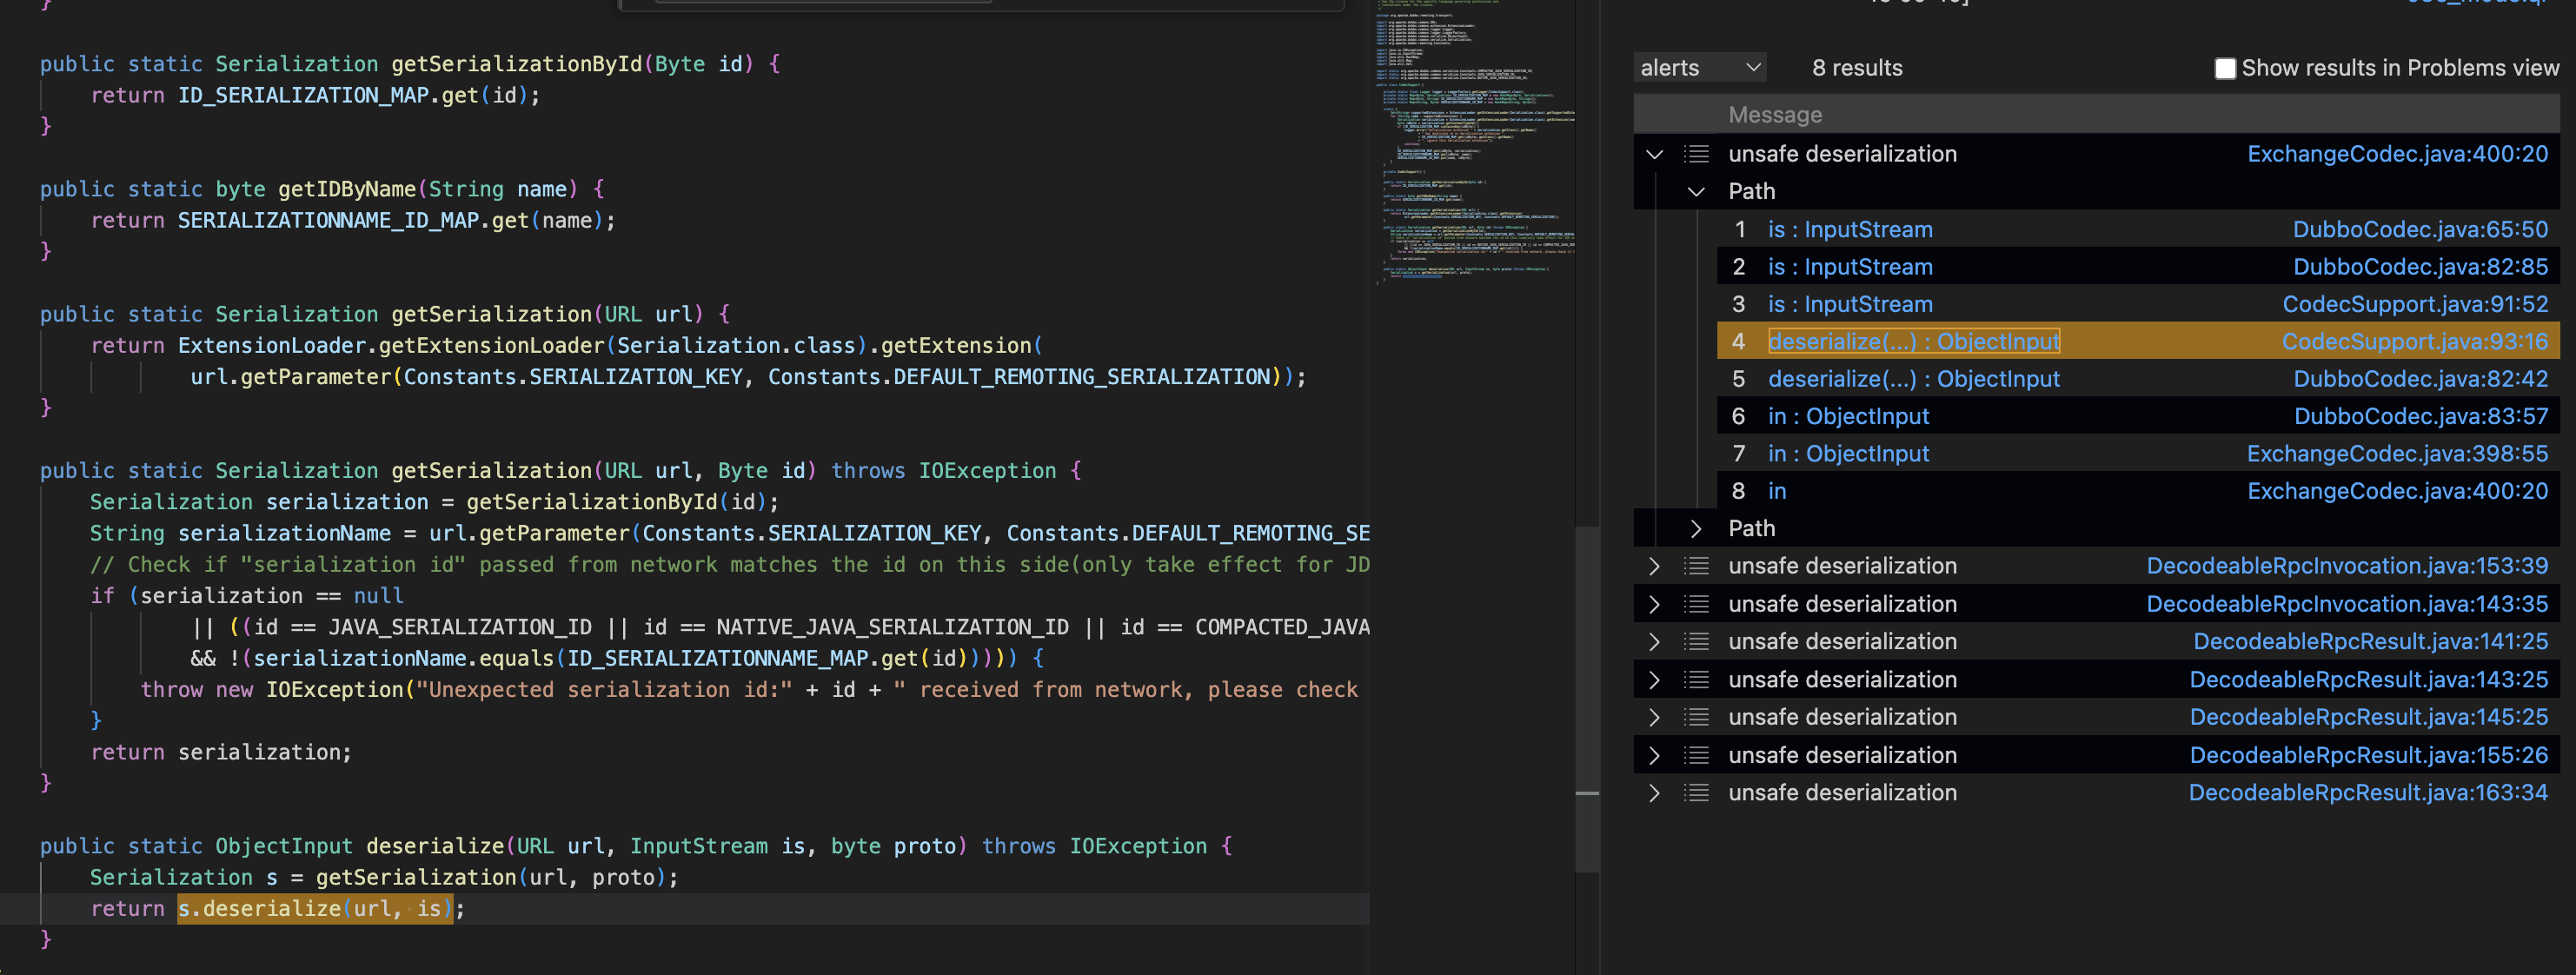 }
public static Serialization getSerializationById(Byte id) {
return ID_SERIALIZATION_MAP.get(id);
}
public static byte getIDByName(String name) {
return SERIALIZATIONNAME_ID_MAP.get(name);
}
public static Serialization getSerialization(URL url) {
return ExtensionLoader.getExtensionLoader(Serialization.class).getExtension(
url.getParameter(Constants.SERIALIZATION_KEY, Constants.DEFAULT_REMOTING_SERIALIZATION));
}
public static Serialization getSerialization(URL url, Byte id) throws IOException {
Serialization serialization = getSerializationById(id);
String serializationName = url.getParameter(Constants.SERIALIZATION_KEY, Constants.DEFAULT_REMOTING_SE
// Check if "serialization id" passed from network matches the id on this side(only take effect for JD
if (serialization == null
|| ((id == JAVA_SERIALIZATION_ID || id == NATIVE_JAVA_SERIALIZATION_ID || id == COMPACTED_JAVA
&& !(serializationName.equals(ID_SERIALIZATIONNAME_MAP.get(id))))) {
throw new IOException("Unexpected serialization id:" + id + " received from network, please check
}
return serialization;
}
public static ObjectInput deserialize(URL url, InputStream is, byte proto) throws IOException {
Serialization s = getSerialization(url, proto);
return s.deserialize(url, is);
}
alerts 8 results Show results in Problems view
Message
unsafe deserialization ExchangeCodec.java:400:20
Path
1 is : InputStream DubboCodec.java:65:50
2 is : InputStream DubboCodec.java:82:85
3 is : InputStream CodecSupport.java:91:52
4 deserialize(...) : ObjectInput CodecSupport.java:93:16
5 deserialize(...) : ObjectInput DubboCodec.java:82:42
6 in : ObjectInput DubboCodec.java:83:57
7 in : ObjectInput ExchangeCodec.java:398:55
8 in ExchangeCodec.java:400:20
Path
unsafe deserialization DecodeableRpcInvocation.java:153:39
unsafe deserialization DecodeableRpcInvocation.java:143:35
unsafe deserialization DecodeableRpcResult.java:141:25
unsafe deserialization DecodeableRpcResult.java:143:25
unsafe deserialization DecodeableRpcResult.java:145:25
unsafe deserialization DecodeableRpcResult.java:155:26
unsafe deserialization DecodeableRpcResult.java:163:34